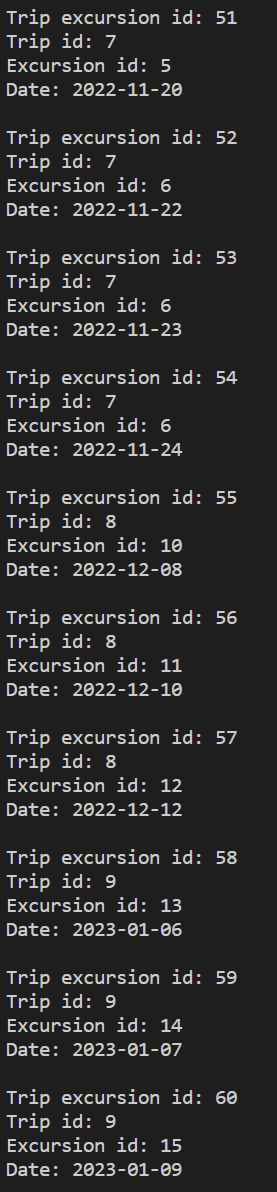 Trip excursion id: 51
Trip id: 7
Excursion id: 5
Date: 2022-11-20

Trip excursion id: 52
Trip id: 7
Excursion id: 6
Date: 2022-11-22

Trip excursion id: 53
Trip id: 7
Excursion id: 6
Date: 2022-11-23

Trip excursion id: 54
Trip id: 7
Excursion id: 6
Date: 2022-11-24

Trip excursion id: 55
Trip id: 8
Excursion id: 10
Date: 2022-12-08

Trip excursion id: 56
Trip id: 8
Excursion id: 11
Date: 2022-12-10

Trip excursion id: 57
Trip id: 8
Excursion id: 12
Date: 2022-12-12

Trip excursion id: 58
Trip id: 9
Excursion id: 13
Date: 2023-01-06

Trip excursion id: 59
Trip id: 9
Excursion id: 14
Date: 2023-01-07

Trip excursion id: 60
Trip id: 9
Excursion id: 15
Date: 2023-01-09